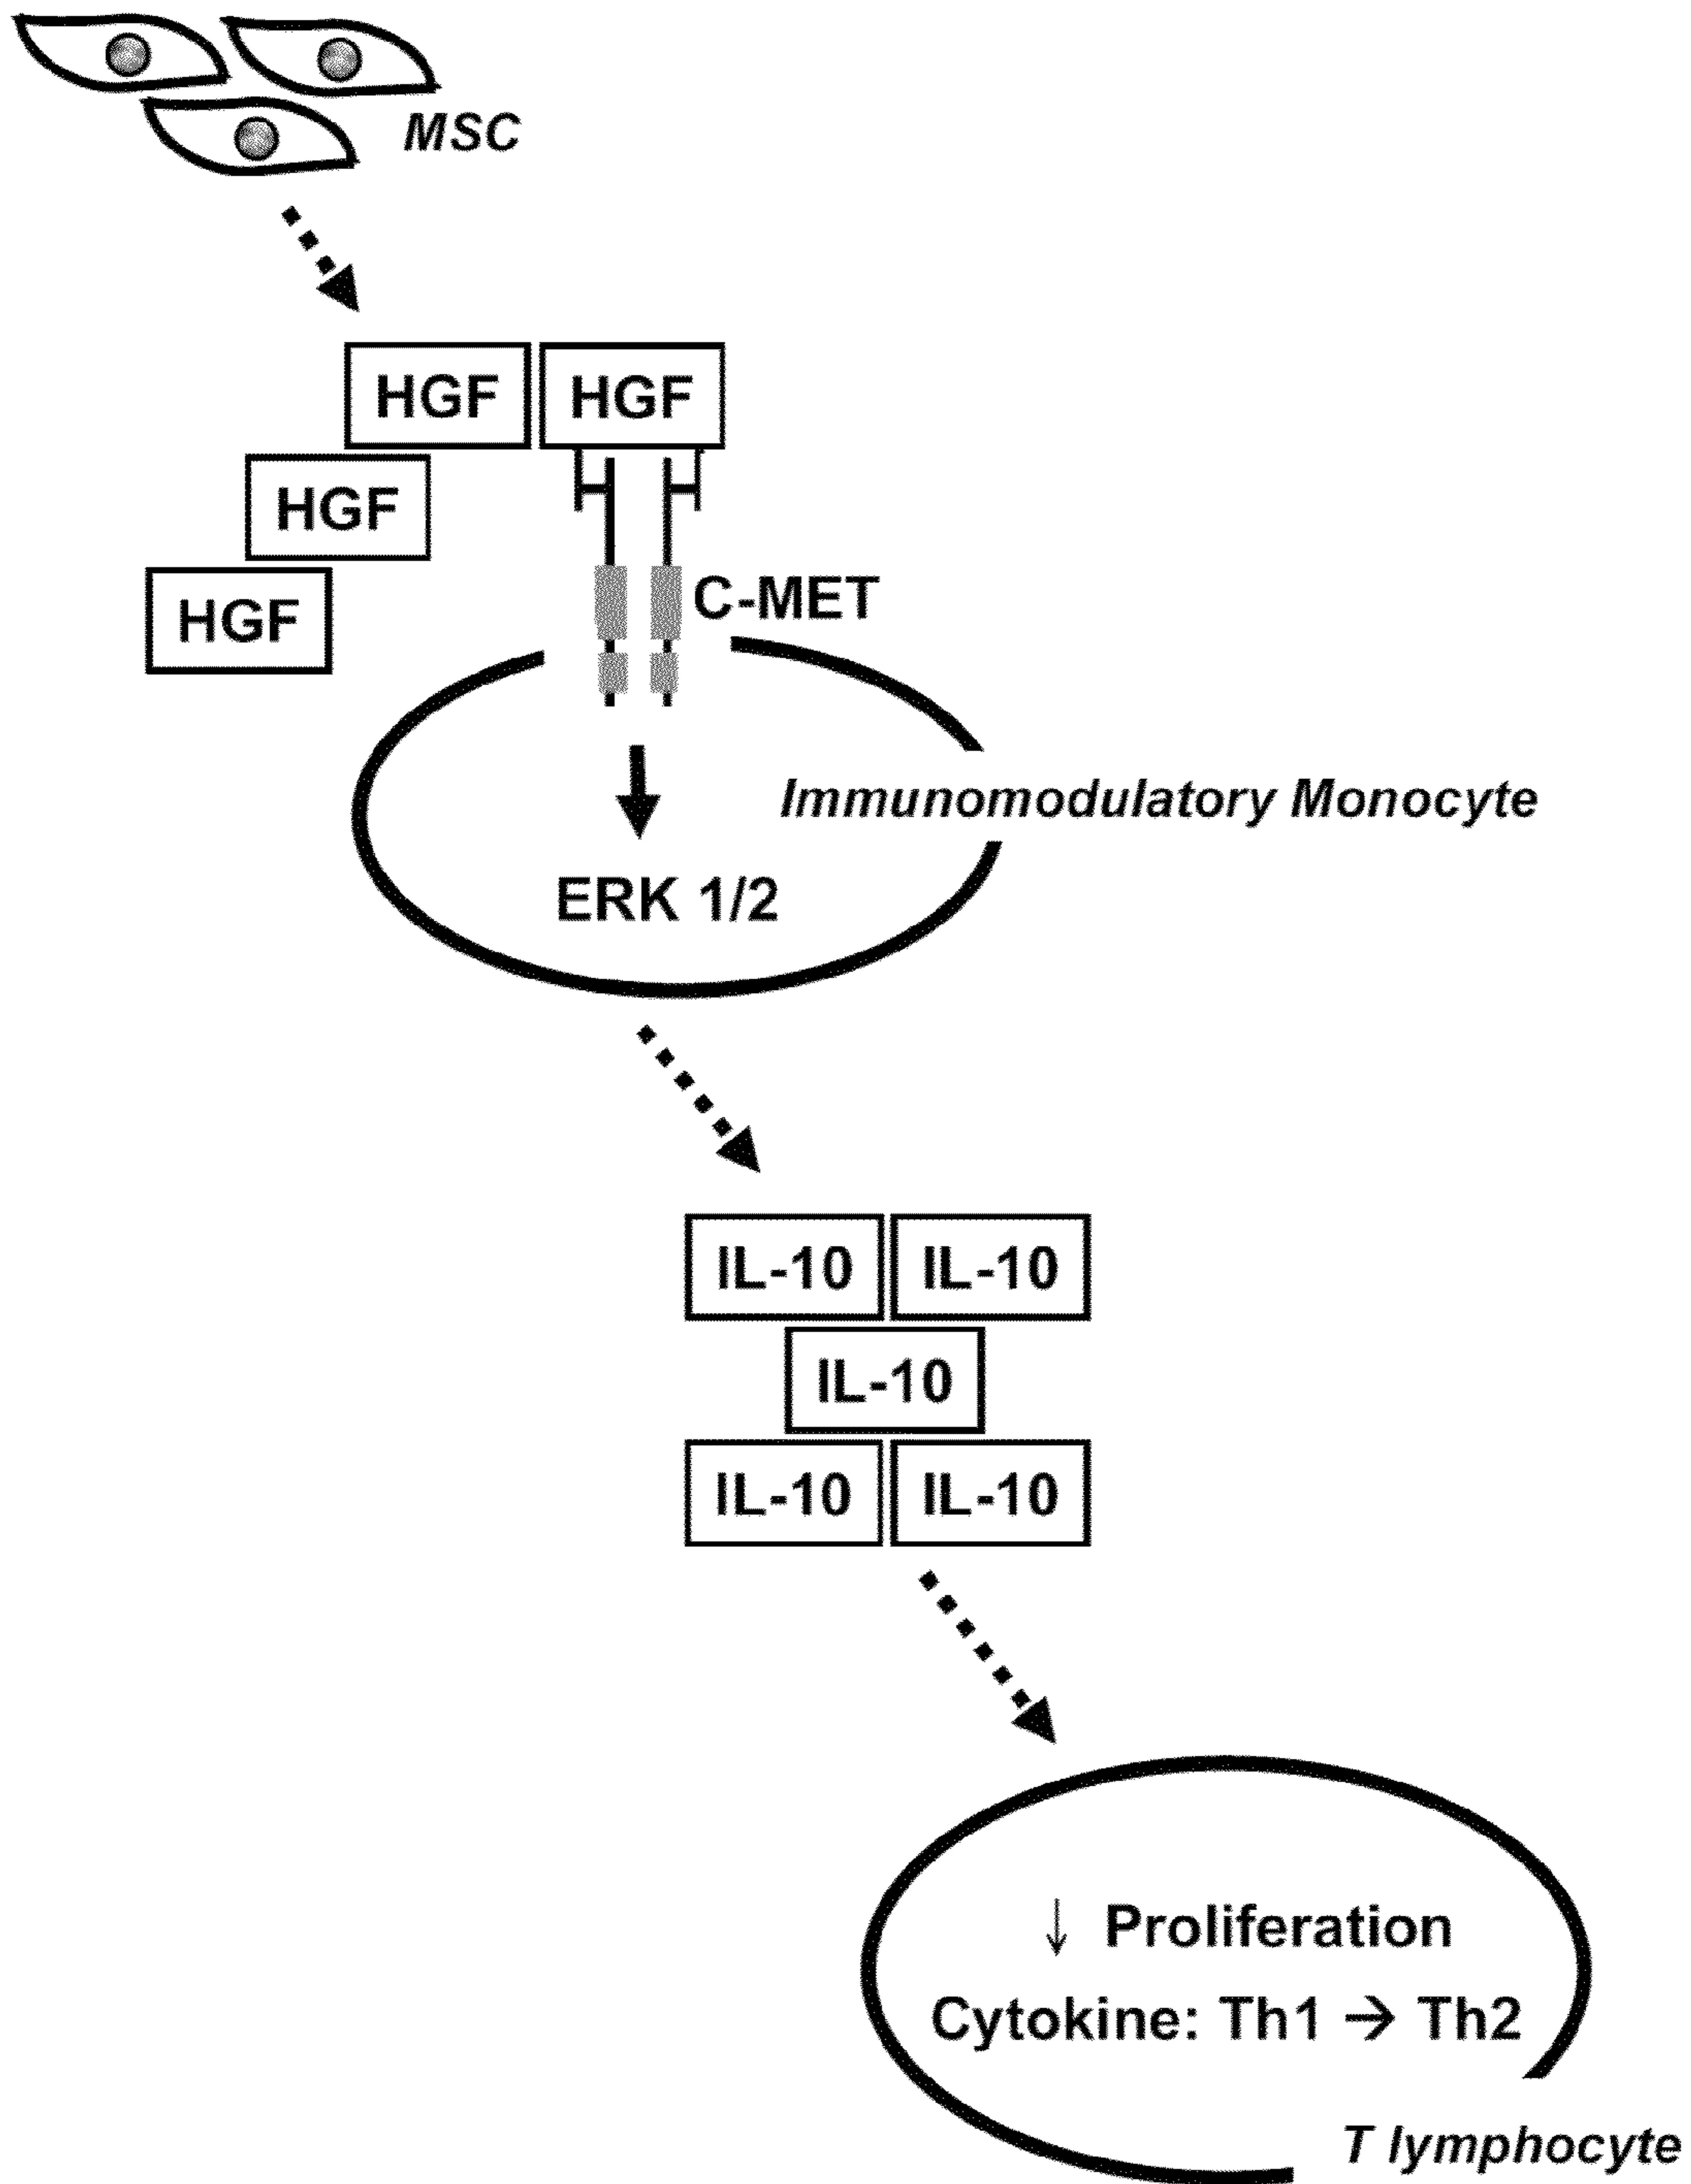 MSC
HGF HGF
HGF
HGF
C-MET
Immunomodulatory Monocyte
ERK 1/2
IL-10 IL-10
IL-10
IL-10 IL-10
↓ Proliferation
Cytokine: Th1 → Th2
T lymphocyte